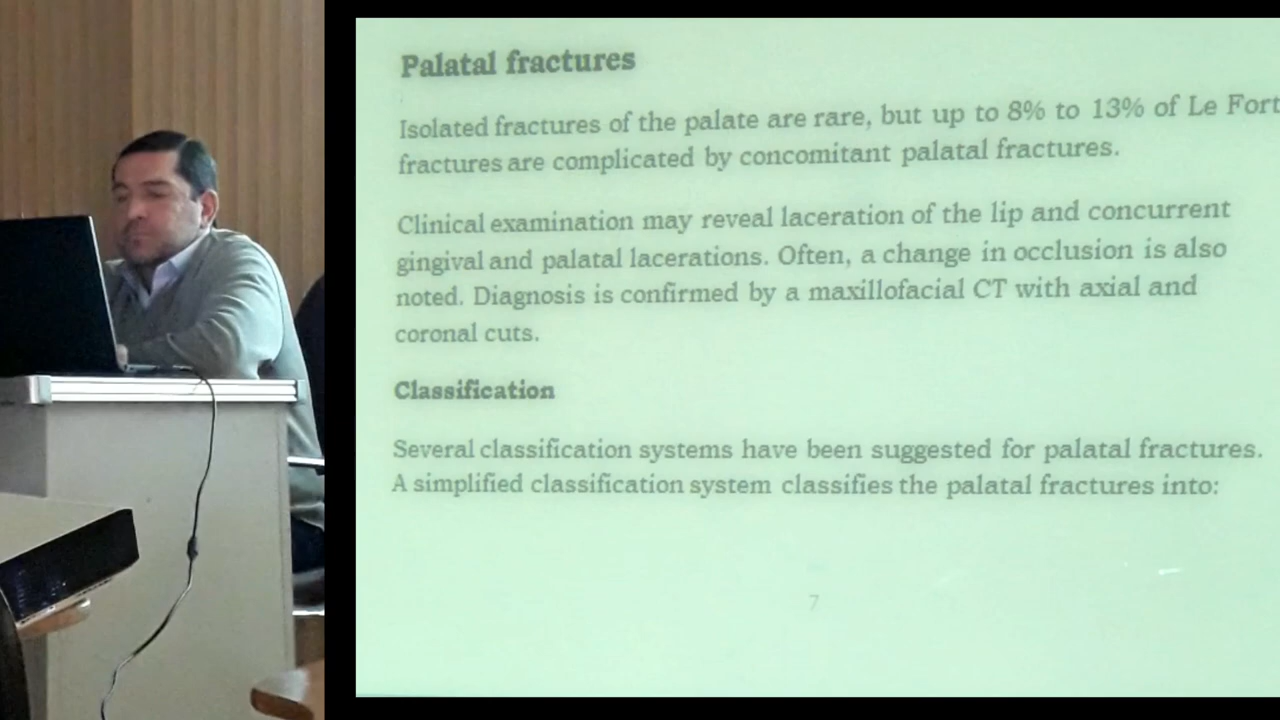 Palatal fractures
Isolated fractures of the palate are rare, but up to 8% to 13% of Le Fort
fractures are complicated by concomitant palatal fractures.
Clinical examination may reveal laceration of the lip and concurrent
gingival and palatal lacerations. Often, a change in occlusion is also
noted. Diagnosis is confirmed by a maxillofacial CT with axial and
coronal cuts.
Classification
Several classification systems have been suggested for palatal fractures.
A simplified classification system classifies the palatal fractures into:
7